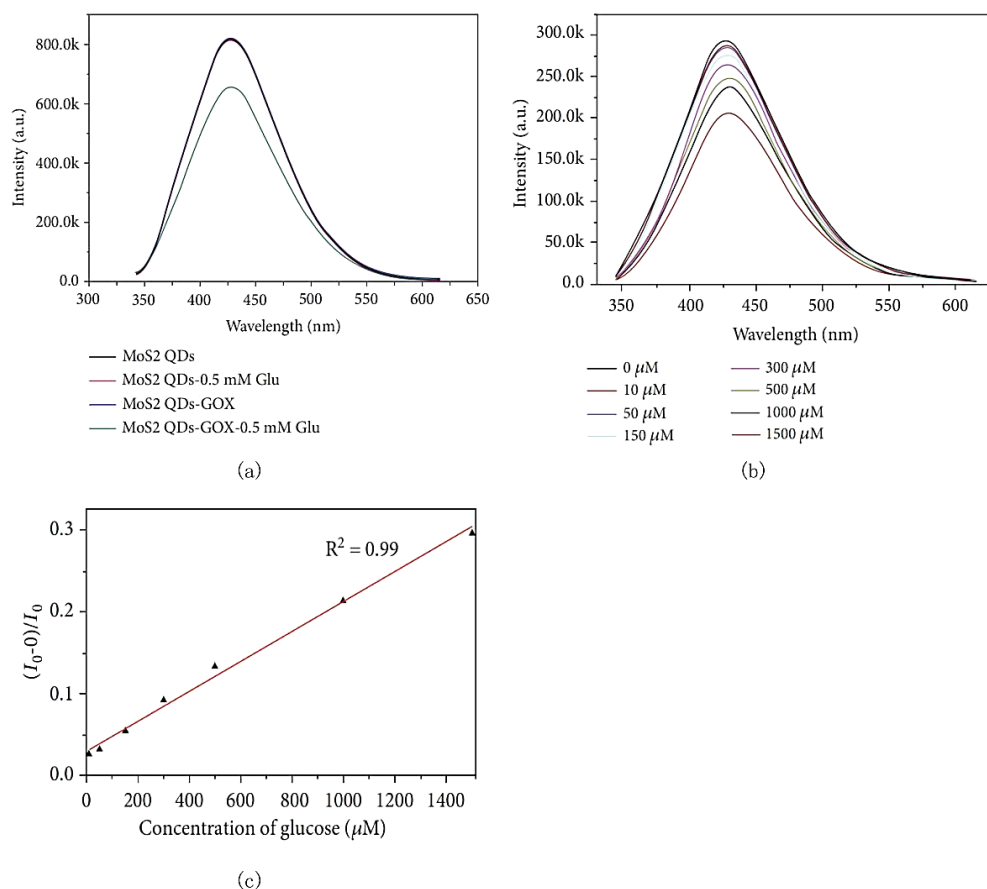 800.0k
600.0k
400.0k
200.0k
0.0
Intensity (a.u.)
300 350 400 450 500 550 600 650
Wavelength (nm)
MoS2 QDs
MoS2 QDs-0.5 mM Glu
MoS2 QDs-GOX
MoS2 QDs-GOX-0.5 mM Glu
(a)
300.0k
250.0k
200.0k
150.0k
100.0k
50.0k
0.0
Intensity (a.u.)
345 400 450 500 550 600
Wavelength (nm)
0 μM
10 μM
50 μM
150 μM
300 μM
500 μM
1000 μM
1500 μM
(b)
0.3
0.2
0.1
0.0
(I₀-0)/I₀
R² = 0.99
0 200 400 600 800 1000 1200 1400
Concentration of glucose (μM)
(c)